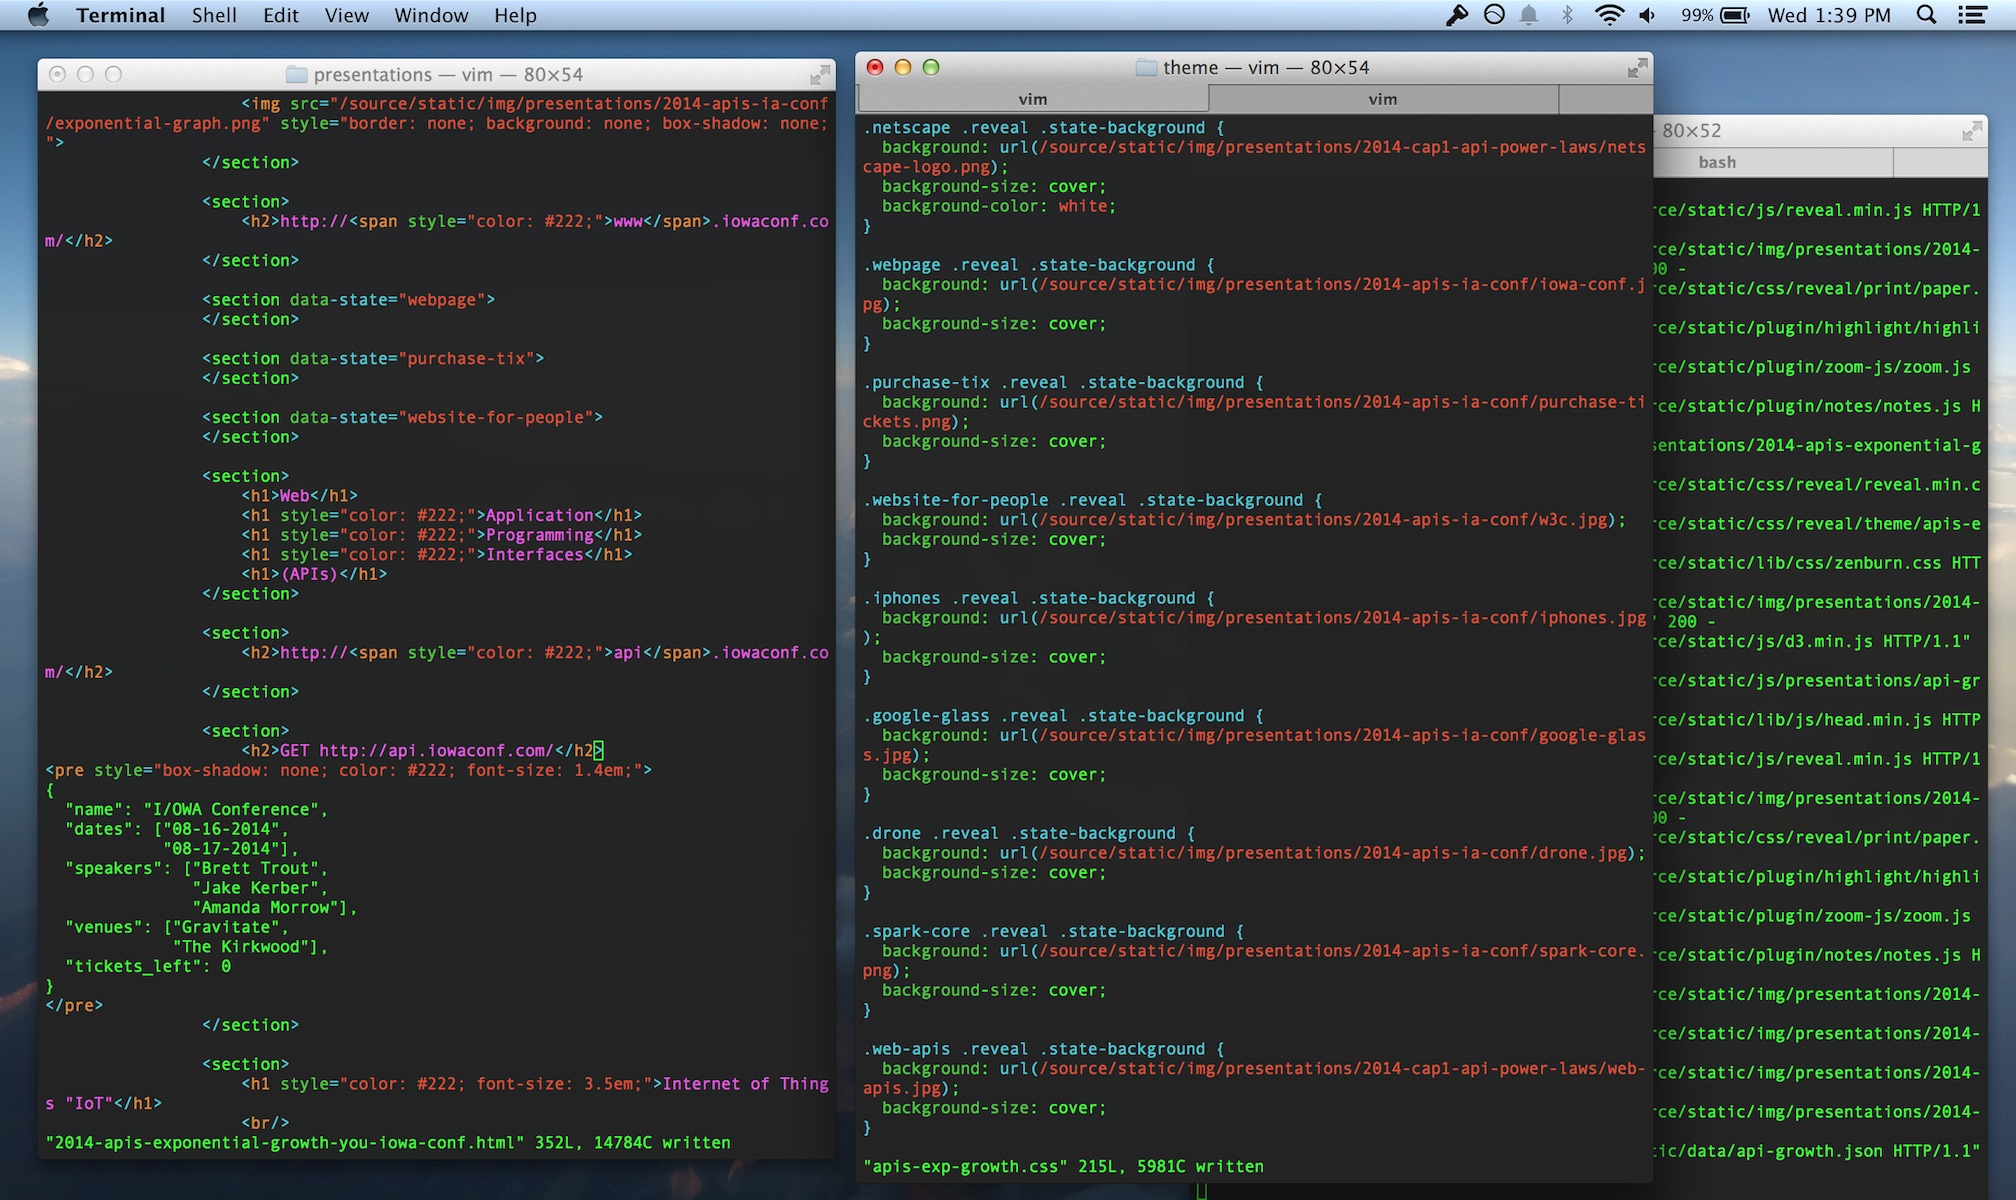 Terminal Shell Edit View Window Help 99% Wed 1:39 PM
presentations — vim — 80×54
<img src="/source/static/img/presentations/2014-apis-ia-conf
/exponential-graph.png" style="border: none; background: none; box-shadow: none;
">
</section>
<section>
<h2>http://<span style="color: #222;">www</span>.iowaconf.co
m/</h2>
</section>
<section data-state="webpage">
</section>
<section data-state="purchase-tix">
</section>
<section data-state="website-for-people">
</section>
<section>
<h1>Web</h1>
<h1 style="color: #222;">Application</h1>
<h1 style="color: #222;">Programming</h1>
<h1 style="color: #222;">Interfaces</h1>
<h1>(APIs)</h1>
</section>
<section>
<h2>http://<span style="color: #222;">api</span>.iowaconf.co
m/</h2>
</section>
<section>
<h2>GET http://api.iowaconf.com/</h2>
<pre style="box-shadow: none; color: #222; font-size: 1.4em;">
{
"name": "I/OWA Conference",
"dates": ["08-16-2014",
"08-17-2014"],
"speakers": ["Brett Trout",
"Jake Kerber",
"Amanda Morrow"],
"venues": ["Gravitate",
"The Kirkwood"],
"tickets_left": 0
}
</pre>
</section>
<section>
<h1 style="color: #222; font-size: 3.5em;">Internet of Thing
s "IoT"</h1>
<br/>
"2014-apis-exponential-growth-you-iowa-conf.html" 352L, 14784C written
theme — vim — 80×54
vim vim
.netscape .reveal .state-background {
background: url(/source/static/img/presentations/2014-cap1-api-power-laws/nets
cape-logo.png);
background-size: cover;
background-color: white;
}
.webpage .reveal .state-background {
background: url(/source/static/img/presentations/2014-apis-ia-conf/iowa-conf.j
pg);
background-size: cover;
}
.purchase-tix .reveal .state-background {
background: url(/source/static/img/presentations/2014-apis-ia-conf/purchase-ti
ckets.png);
background-size: cover;
}
.website-for-people .reveal .state-background {
background: url(/source/static/img/presentations/2014-apis-ia-conf/w3c.jpg);
background-size: cover;
}
.iphones .reveal .state-background {
background: url(/source/static/img/presentations/2014-apis-ia-conf/iphones.jpg
);
background-size: cover;
}
.google-glass .reveal .state-background {
background: url(/source/static/img/presentations/2014-apis-ia-conf/google-glas
s.jpg);
background-size: cover;
}
.drone .reveal .state-background {
background: url(/source/static/img/presentations/2014-apis-ia-conf/drone.jpg);
background-size: cover;
}
.spark-core .reveal .state-background {
background: url(/source/static/img/presentations/2014-apis-ia-conf/spark-core.
png);
background-size: cover;
}
.web-apis .reveal .state-background {
background: url(/source/static/img/presentations/2014-cap1-api-power-laws/web-
apis.jpg);
background-size: cover;
}
"apis-exp-growth.css" 215L, 5981C written
80×52
bash
rce/static/js/reveal.min.js HTTP/1
rce/static/img/presentations/2014-
00 -
rce/static/css/reveal/print/paper.
rce/static/plugin/highlight/highli
rce/static/plugin/zoom-js/zoom.js
rce/static/plugin/notes/notes.js H
sentations/2014-apis-exponential-g
rce/static/css/reveal/reveal.min.c
rce/static/css/reveal/theme/apis-e
rce/static/lib/css/zenburn.css HTT
rce/static/img/presentations/2014-
" 200 -
rce/static/js/d3.min.js HTTP/1.1"
rce/static/js/presentations/api-gr
rce/static/lib/js/head.min.js HTTP
rce/static/js/reveal.min.js HTTP/1
rce/static/img/presentations/2014-
00 -
rce/static/css/reveal/print/paper.
rce/static/plugin/highlight/highli
rce/static/plugin/zoom-js/zoom.js
rce/static/plugin/notes/notes.js H
rce/static/img/presentations/2014-
rce/static/img/presentations/2014-
rce/static/img/presentations/2014-
rce/static/img/presentations/2014-
tic/data/api-growth.json HTTP/1.1"